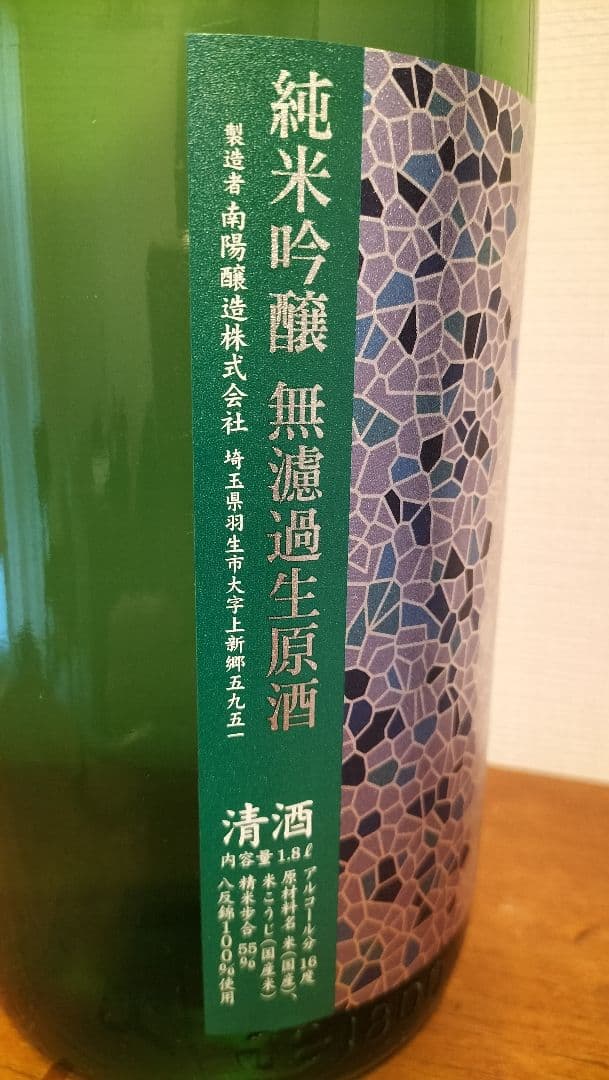 純米吟醸 無濾過生原酒
製造者 南陽醸造株式会社 埼玉県羽生市大字上新郷五九五一
清酒
内容量 1.8ℓ
アルコール分 16度
原材料名 米(国産)、
米こうじ(国産米)
精米歩合 55%
八反錦100%使用